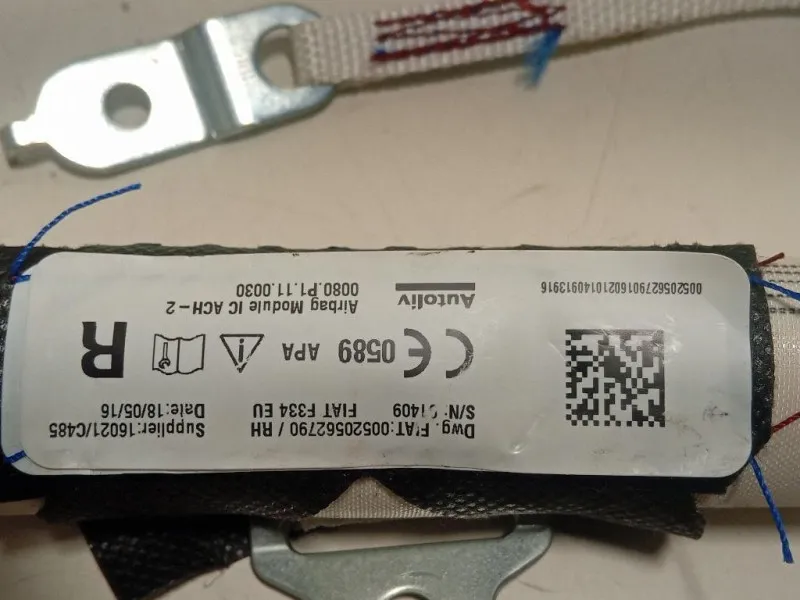 Dwg. FIAT:00520562790 / RH
S/N: 01409 FIAT F334 EU
Supplier:16021/C485
Date:18/05/16
CE 0589 APA
R
Autoliv
Airbag Module IC ACH-2
0080.P1.11.0030
00520562790160210140913916